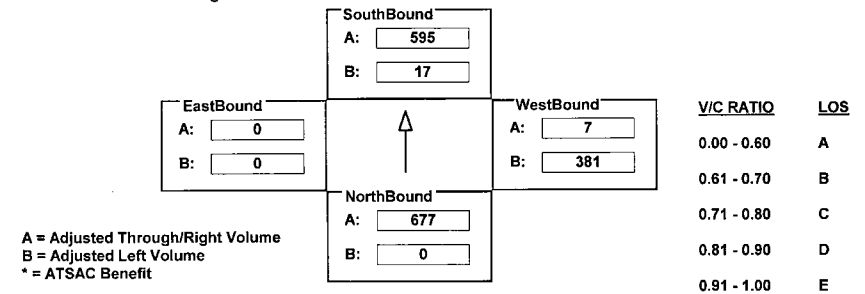 SouthBound
A: 595
B: 17
EastBound
A: 0
B: 0
WestBound
A: 7
B: 381
NorthBound
A: 677
B: 0
A = Adjusted Through/Right Volume
B = Adjusted Left Volume
* = ATSAC Benefit
V/C RATIO LOS
0.00 - 0.60 A
0.61 - 0.70 B
0.71 - 0.80 C
0.81 - 0.90 D
0.91 - 1.00 E